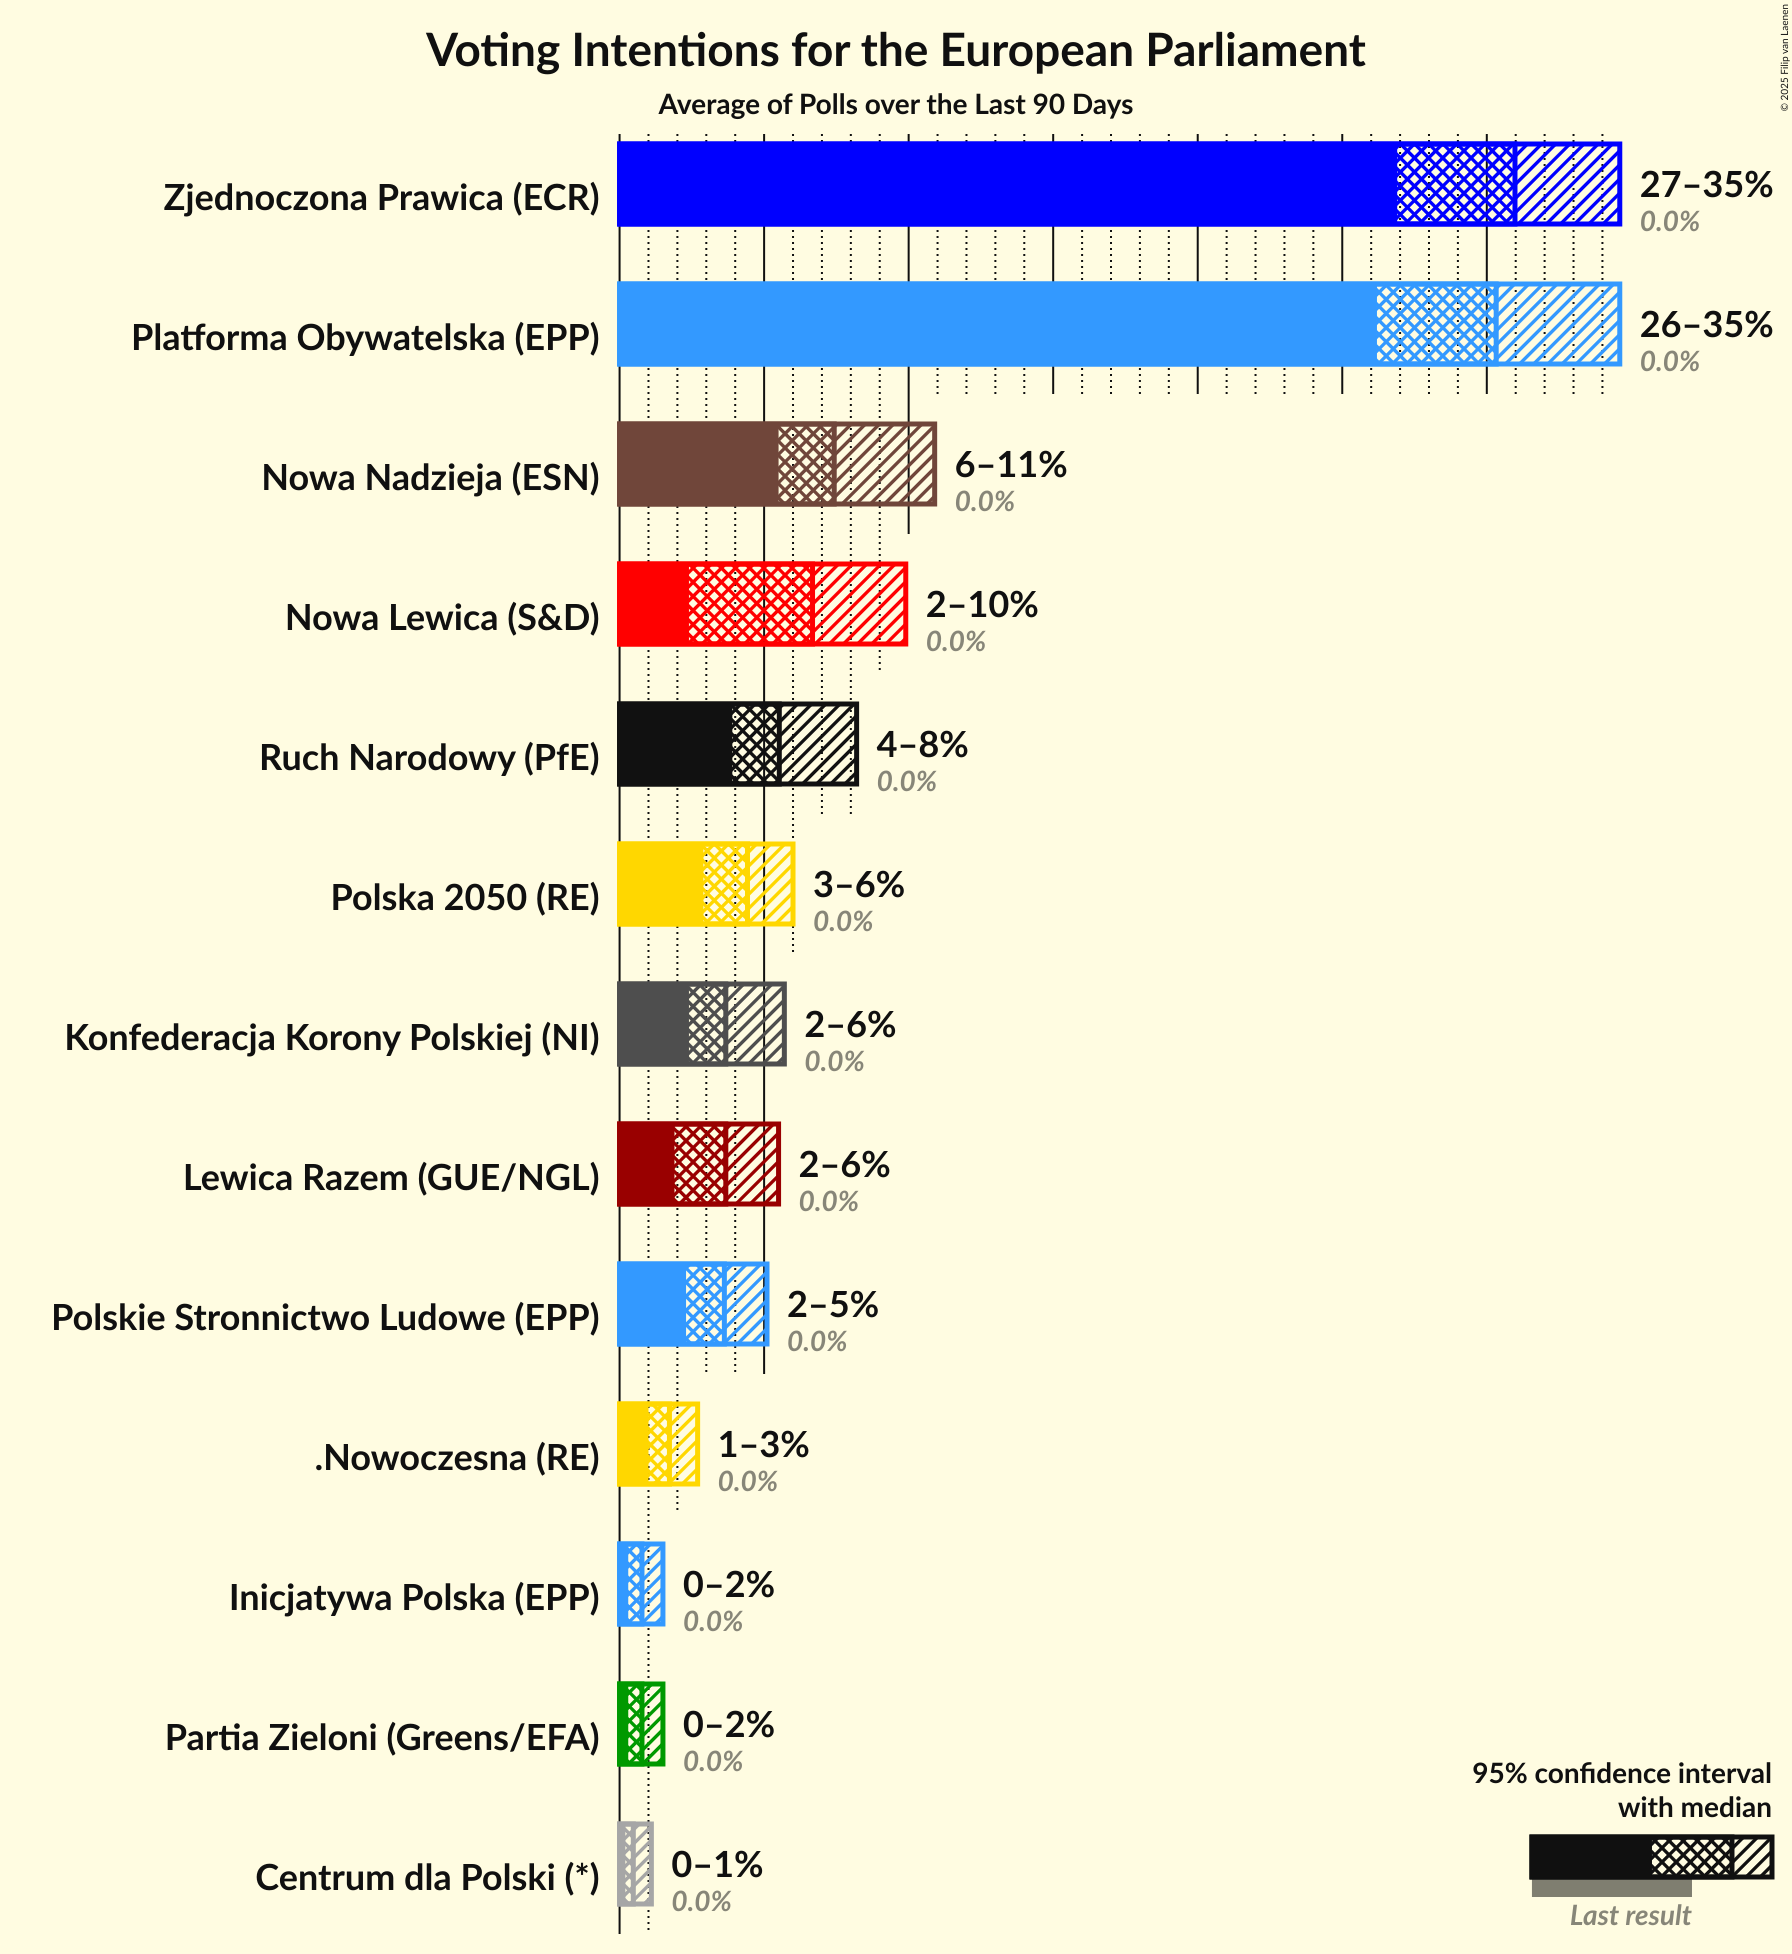 Voting Intentions for the European Parliament
Average of Polls over the Last 90 Days
© 2025 Filip van Laenen
Zjednoczona Prawica (ECR)
27–35%
0.0%
Platforma Obywatelska (EPP)
26–35%
0.0%
Nowa Nadzieja (ESN)
6–11%
0.0%
Nowa Lewica (S&D)
2–10%
0.0%
Ruch Narodowy (PfE)
4–8%
0.0%
Polska 2050 (RE)
3–6%
0.0%
Konfederacja Korony Polskiej (NI)
2–6%
0.0%
Lewica Razem (GUE/NGL)
2–6%
0.0%
Polskie Stronnictwo Ludowe (EPP)
2–5%
0.0%
.Nowoczesna (RE)
1–3%
0.0%
Inicjatywa Polska (EPP)
0–2%
0.0%
Partia Zieloni (Greens/EFA)
0–2%
0.0%
Centrum dla Polski (*)
0–1%
0.0%
95% confidence interval
with median
Last result